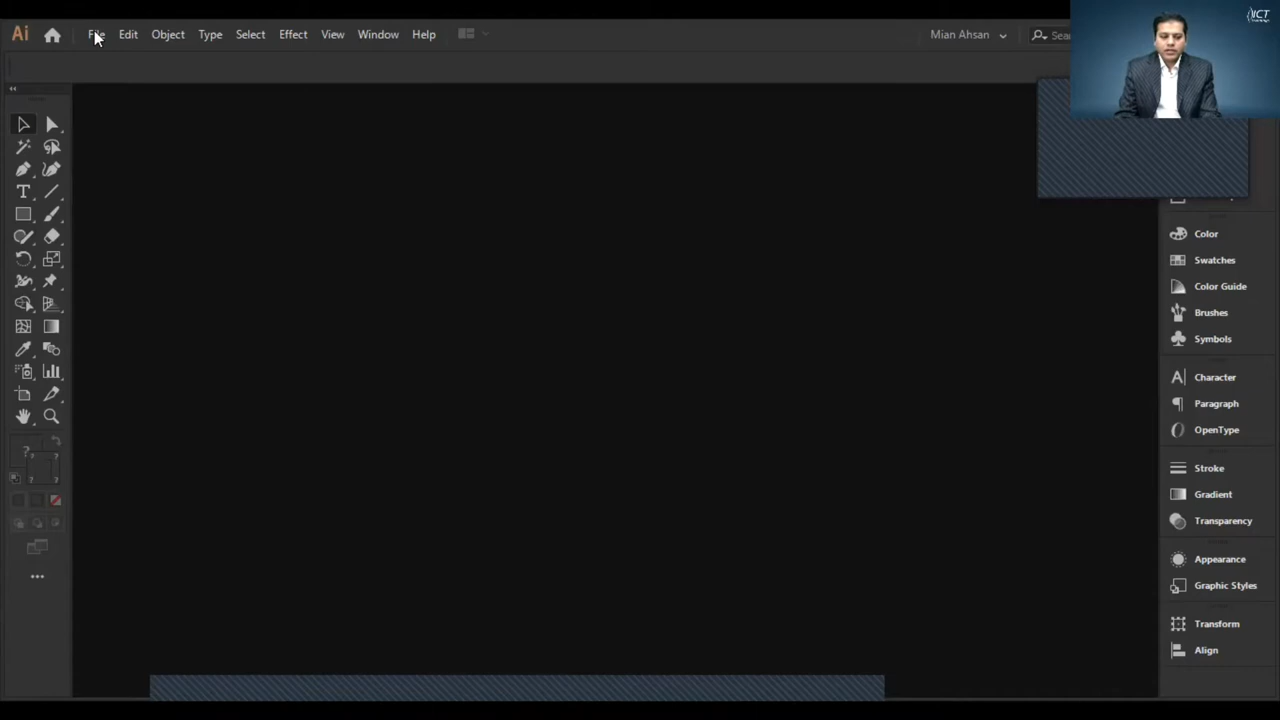 Ai File Edit Object Type Select Effect View Window Help
Mian Ahsan
ICT
Color
Swatches
Color Guide
Brushes
Symbols
Character
Paragraph
OpenType
Stroke
Gradient
Transparency
Appearance
Graphic Styles
Transform
Align